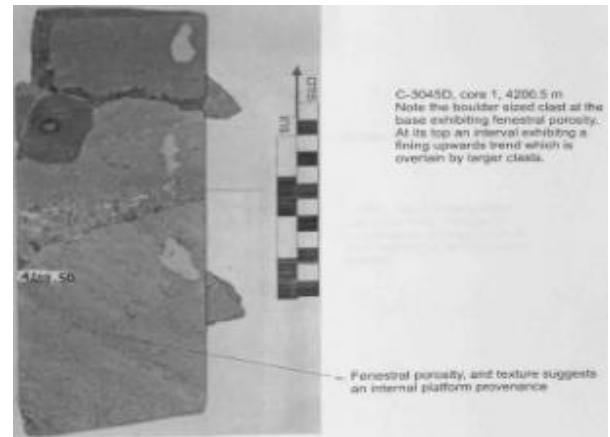 C-3045D, core 1, 4200.5 m
Note the boulder sized clast at the
base exhibiting fenestral porosity.
At its top an interval exhibiting a
fining upwards trend which is
overlain by larger clasts.
Fenestral porosity, and texture suggests
an internal platform provenance